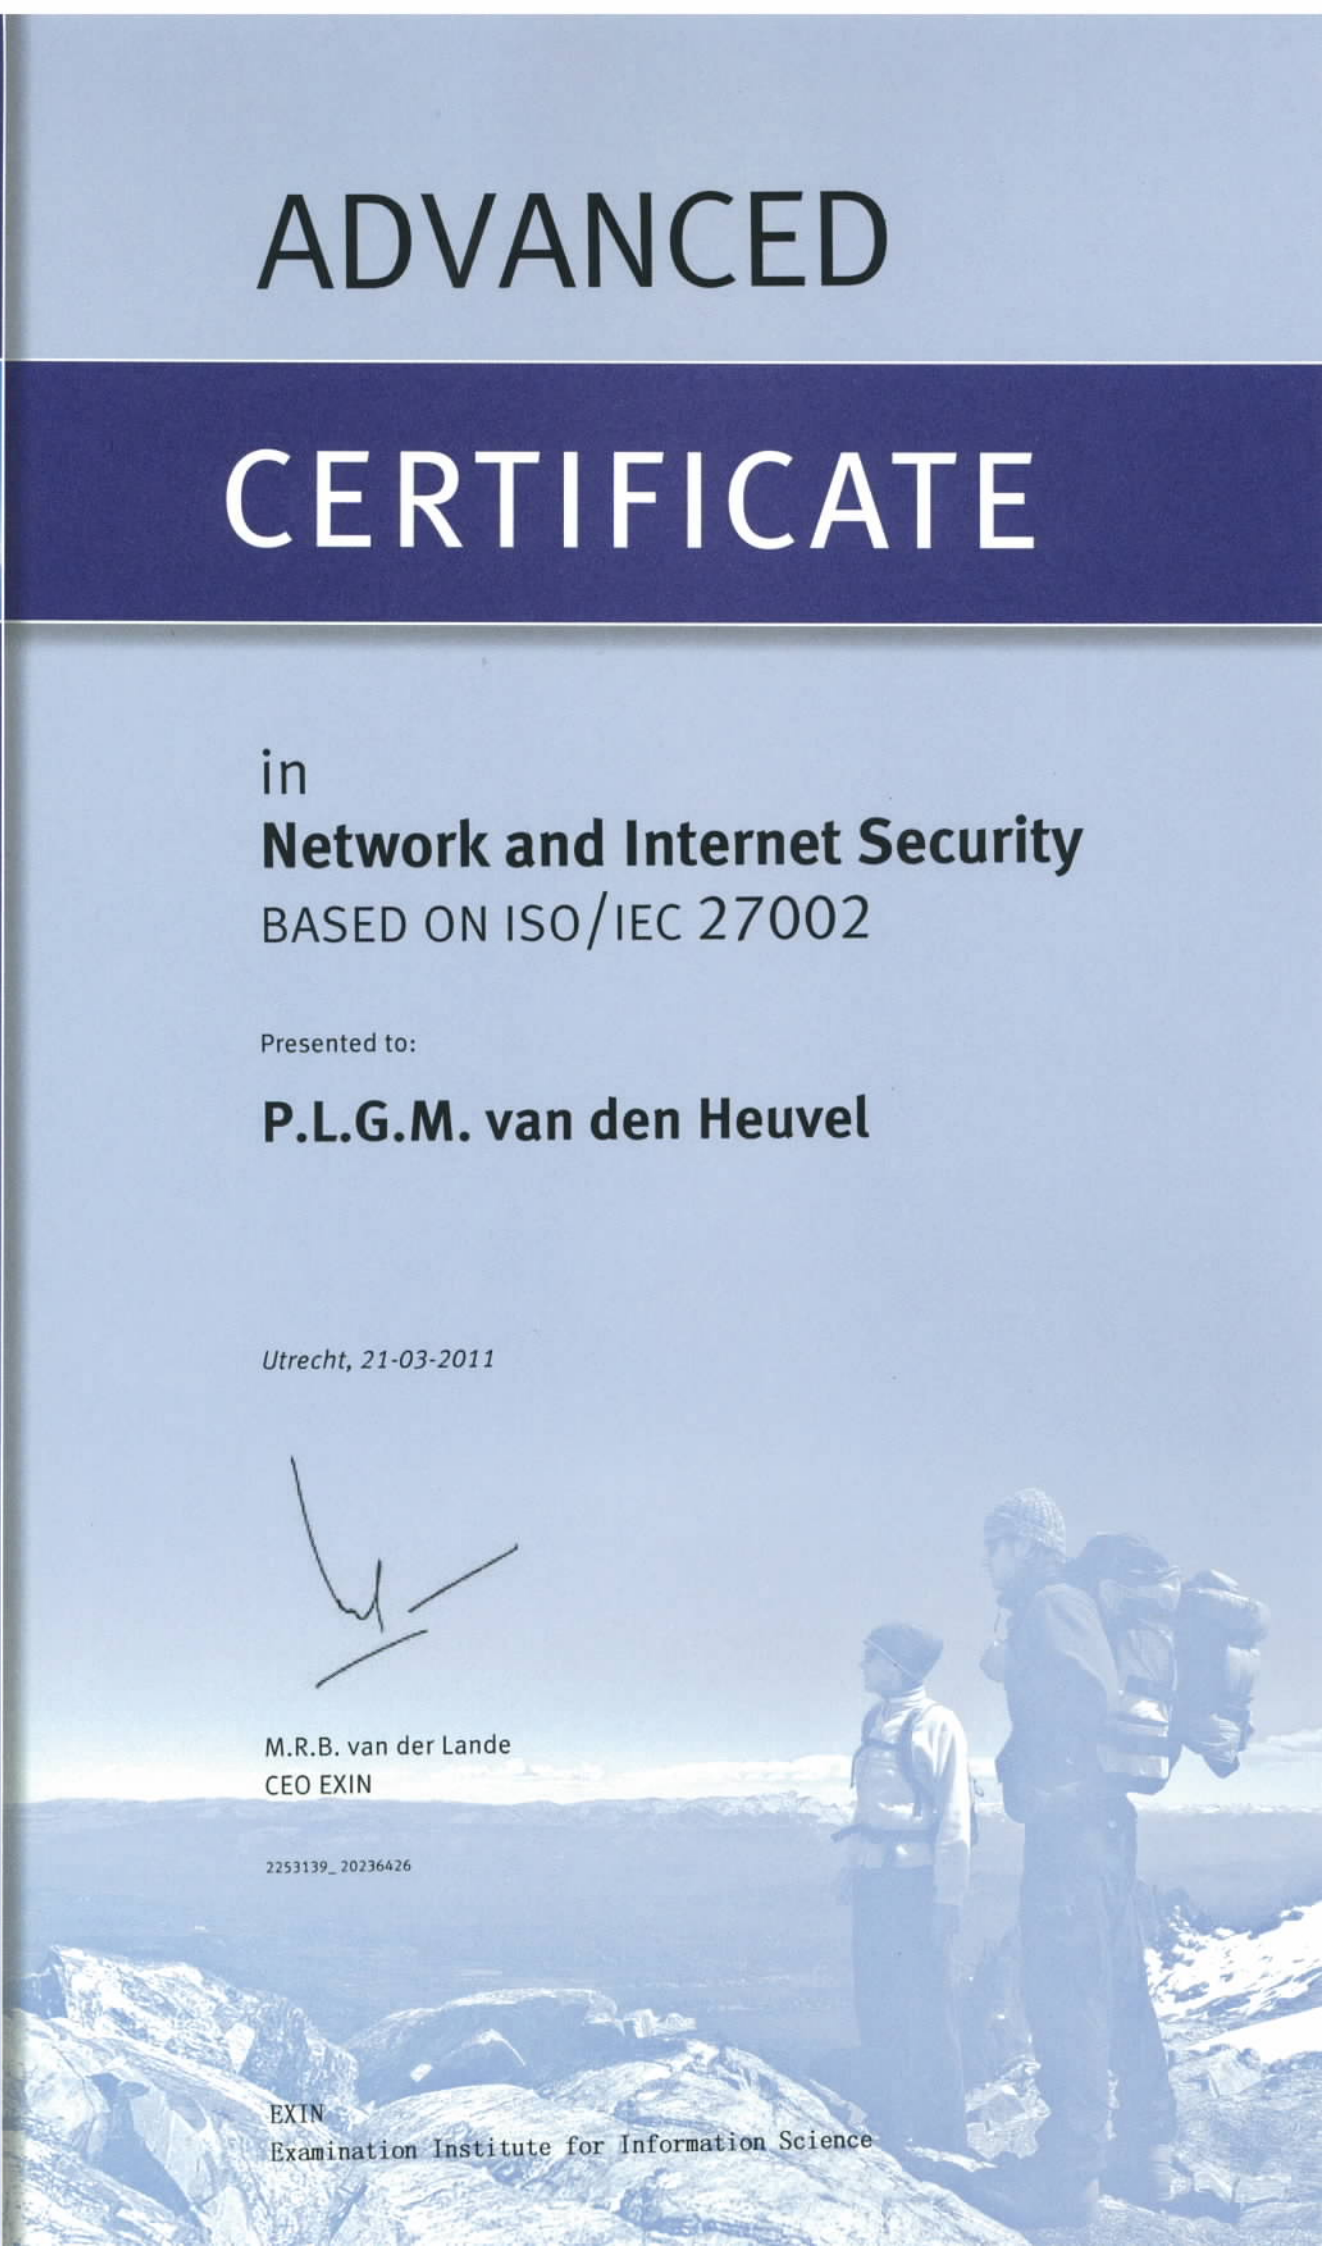 ADVANCED
CERTIFICATE
in
Network and Internet Security
BASED ON ISO/IEC 27002
Presented to:
P.L.G.M. van den Heuvel
Utrecht, 21-03-2011
M.R.B. van der Lande
CEO EXIN
2253139_20236426
EXIN
Examination Institute for Information Science